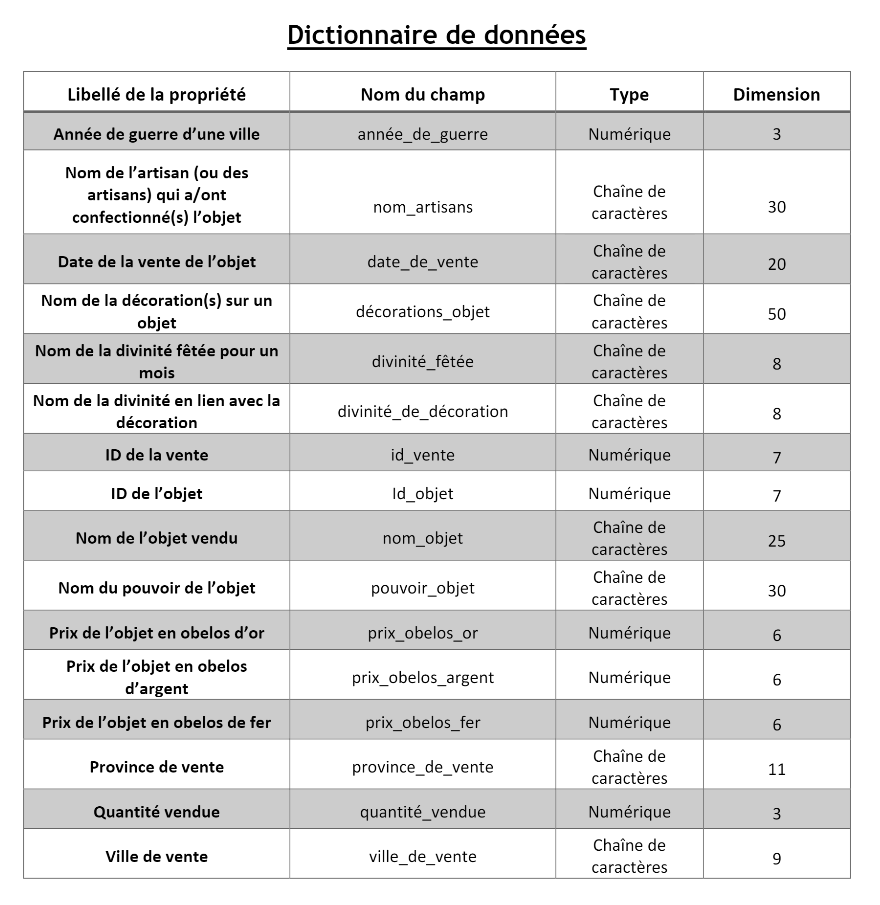 Dictionnaire de données
Libellé de la propriété Nom du champ Type Dimension
Année de guerre d’une ville année_de_guerre Numérique 3
Nom de l’artisan (ou des
artisans) qui a/ont
confectionné(s) l’objet
nom_artisans
Chaîne de
caractères
30
Date de la vente de l’objet
date_de_vente
Chaîne de
caractères
20
Nom de la décoration(s) sur un
objet
décorations_objet
Chaîne de
caractères
50
Nom de la divinité fêtée pour un
mois
divinité_fêtée
Chaîne de
caractères
8
Nom de la divinité en lien avec la
décoration
divinité_de_décoration
Chaîne de
caractères
8
ID de la vente id_vente Numérique 7
ID de l’objet Id_objet Numérique 7
Nom de l’objet vendu
nom_objet
Chaîne de
caractères
25
Nom du pouvoir de l’objet
pouvoir_objet
Chaîne de
caractères
30
Prix de l’objet en obelos d’or prix_obelos_or Numérique 6
Prix de l’objet en obelos
d’argent
prix_obelos_argent
Numérique
6
Prix de l’objet en obelos de fer prix_obelos_fer Numérique 6
Province de vente
province_de_vente
Chaîne de
caractères
11
Quantité vendue quantité_vendue Numérique 3
Ville de vente
ville_de_vente
Chaîne de
caractères
9